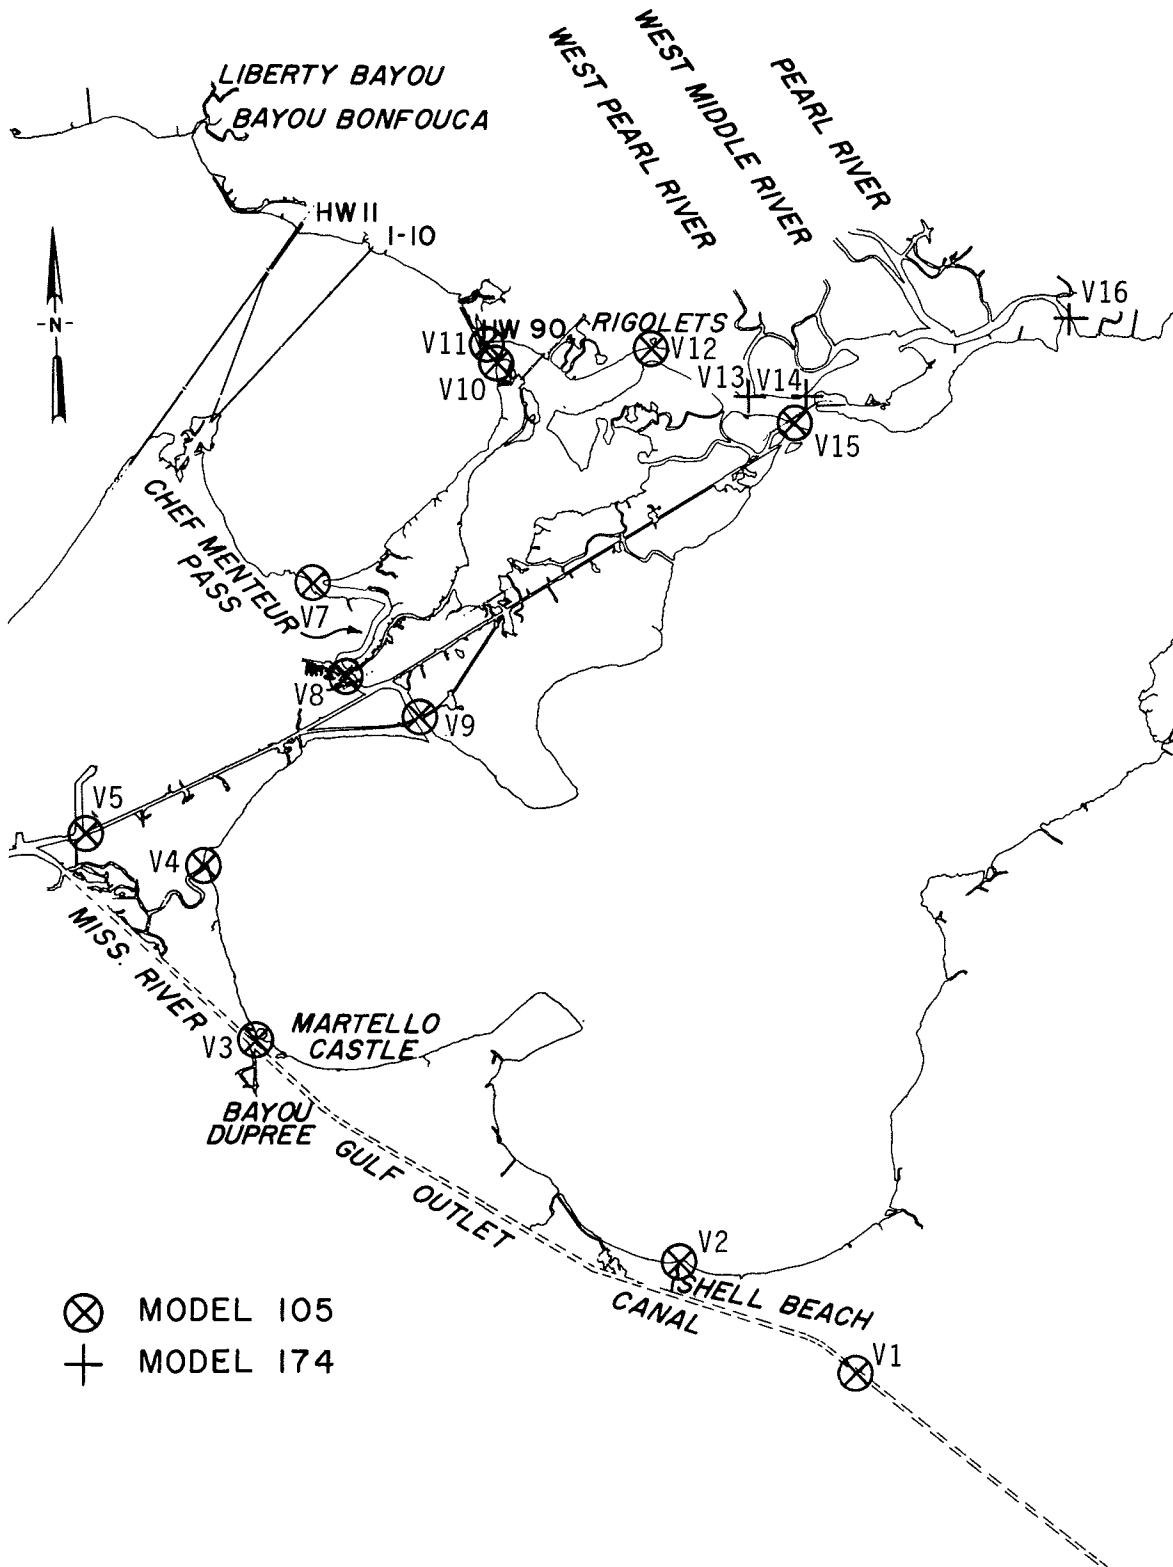 LIBERTY BAYOU
BAYOU BONFOUCA
WEST PEARL RIVER
WEST MIDDLE RIVER
PEARL RIVER
HW 11
I-10
-N-
V16
HW 90
RIGOLETS
V11
V12
V10
V13
V14
V15
CHEF MENTEUR
PASS
V7
V8
V9
V5
V4
MISS. RIVER
MARTELLO
CASTLE
V3
BAYOU
DUPREE
GULF OUTLET
CANAL
V2
SHELL BEACH
V1
MODEL 105
MODEL 174